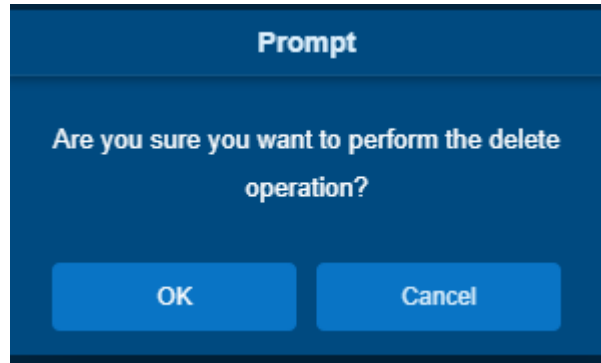 Prompt
Are you sure you want to perform the delete
operation?
OK
Cancel